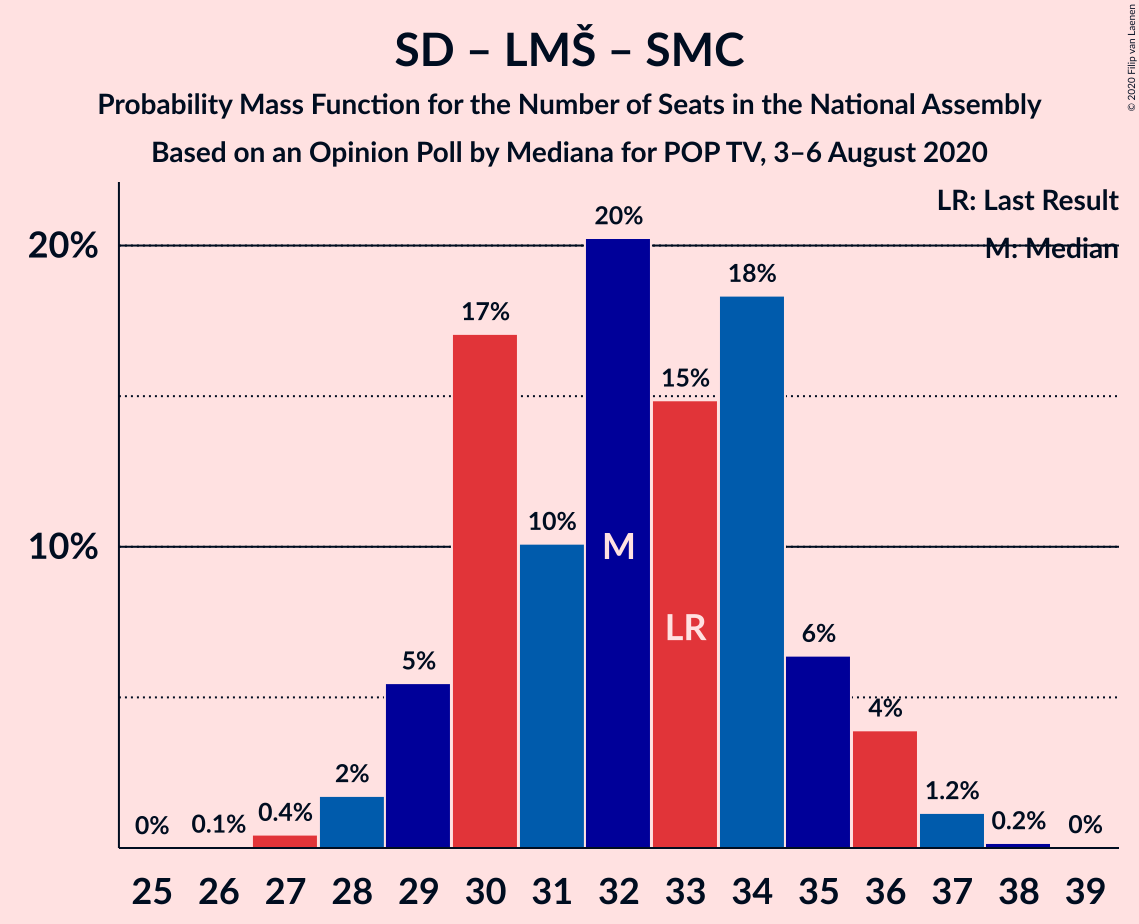 SD – LMŠ – SMC
Probability Mass Function for the Number of Seats in the National Assembly
Based on an Opinion Poll by Mediana for POP TV, 3–6 August 2020
© 2020 Filip van Laenen
LR: Last Result
M: Median
20%
10%
0%
0.1%
0.4%
2%
5%
17%
10%
20%
15%
18%
6%
4%
1.2%
0.2%
0%
M
LR
25 26 27 28 29 30 31 32 33 34 35 36 37 38 39